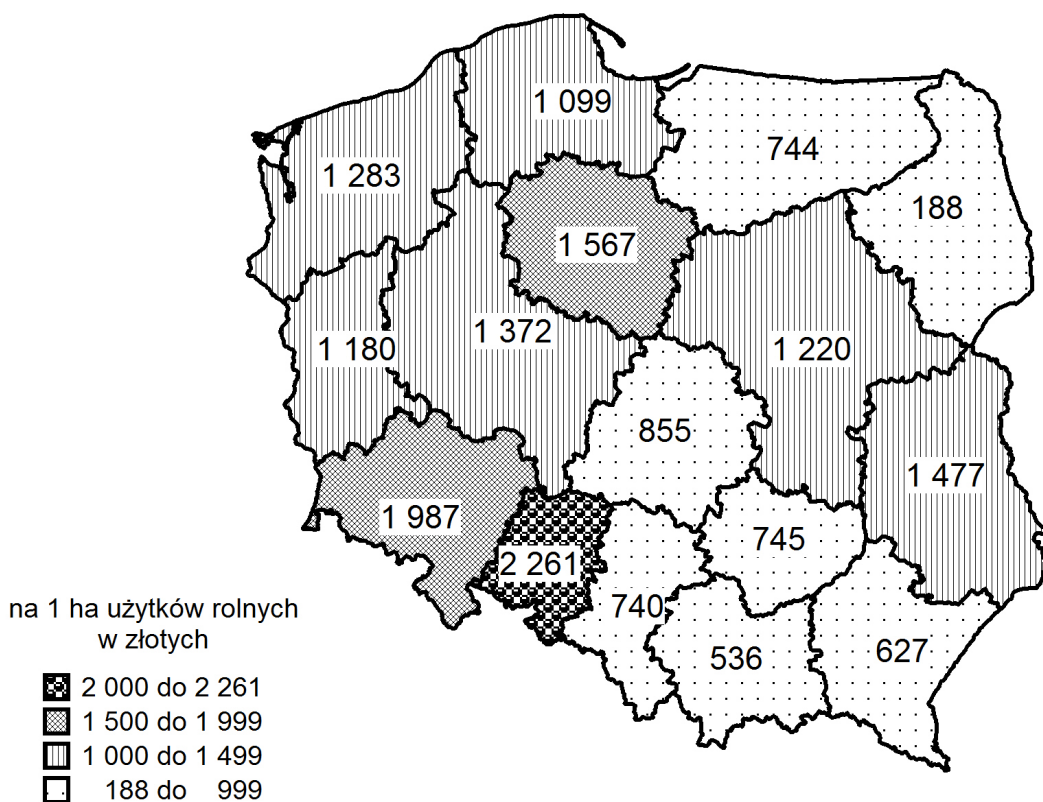 1 099
744
1 283
188
1 567
1 372
1 180
1 220
855
1 477
1 987
745
2 261
740
627
536
na 1 ha użytków rolnych
w złotych
2 000 do 2 261
1 500 do 1 999
1 000 do 1 499
188 do 999